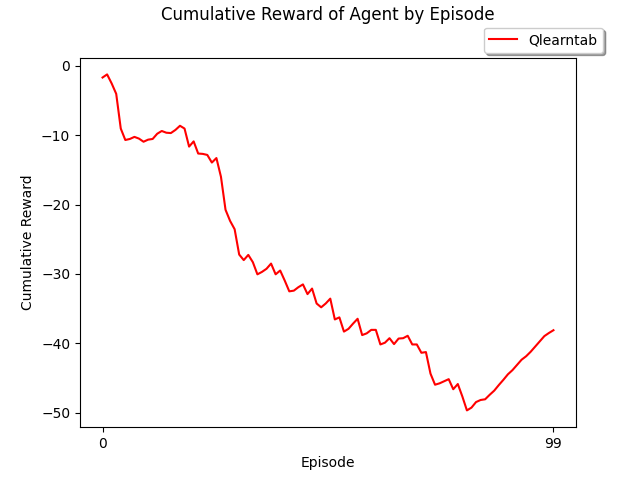 Cumulative Reward of Agent by Episode
Qlearntab
0
−10
−20
−30
−40
−50
Cumulative Reward
0
99
Episode